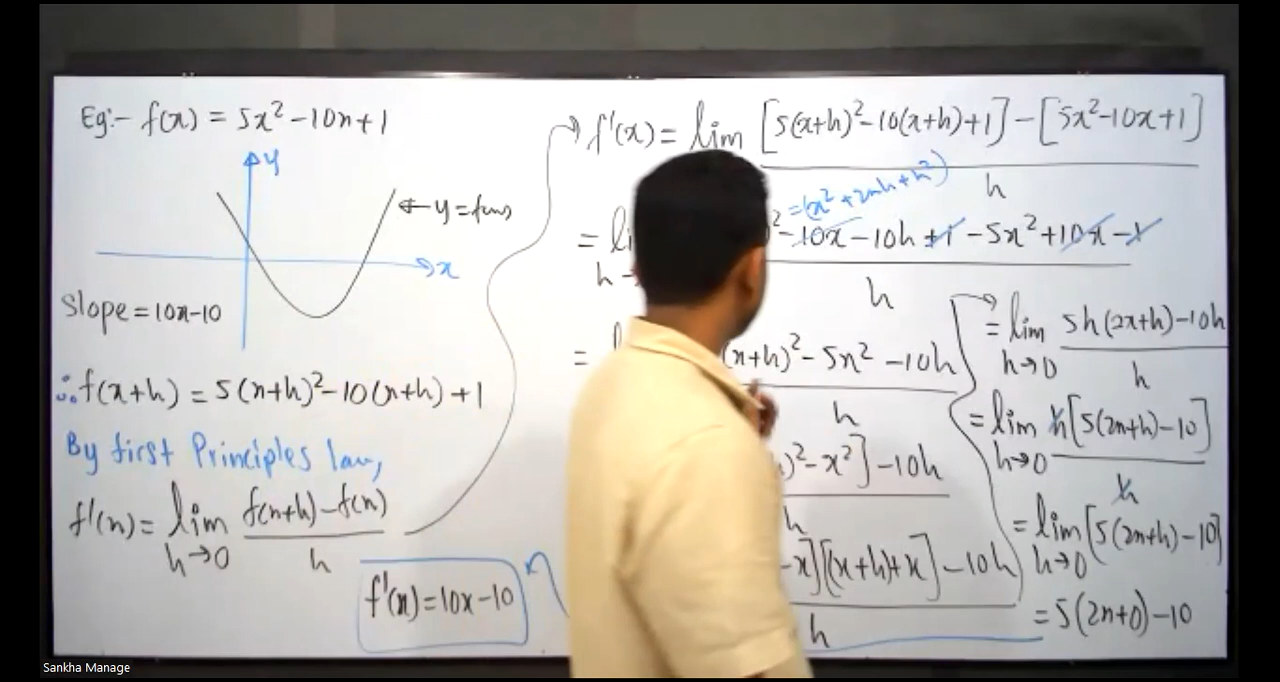 Eg:- f(x) = 5x² -10x+1
y
← y = f(x)
x
Slope = 10x-10
∴ f(x+h) = 5(x+h)² -10(x+h) +1
By first Principles law,
f'(x) = lim f(x+h) - f(x)
h→0 h
f'(x) = 10x-10
f'(x) = lim [5(x+h)² -10(x+h)+1] - [5x²-10x+1]
h
=(x²+2xh+h²)
= ² -10x -10h +1 -5x² +10x -1
h
= (x+h)² - 5x² -10h
h
)² - x²] -10h
h
-x][(x+h)+x] -10h
h
= lim 5h(2x+h) -10h
h→0 h
= lim h[5(2x+h) -10]
h→0 h
= lim [5(2x+h) -10]
h→0
= 5(2x+0) -10
Sankha Manage